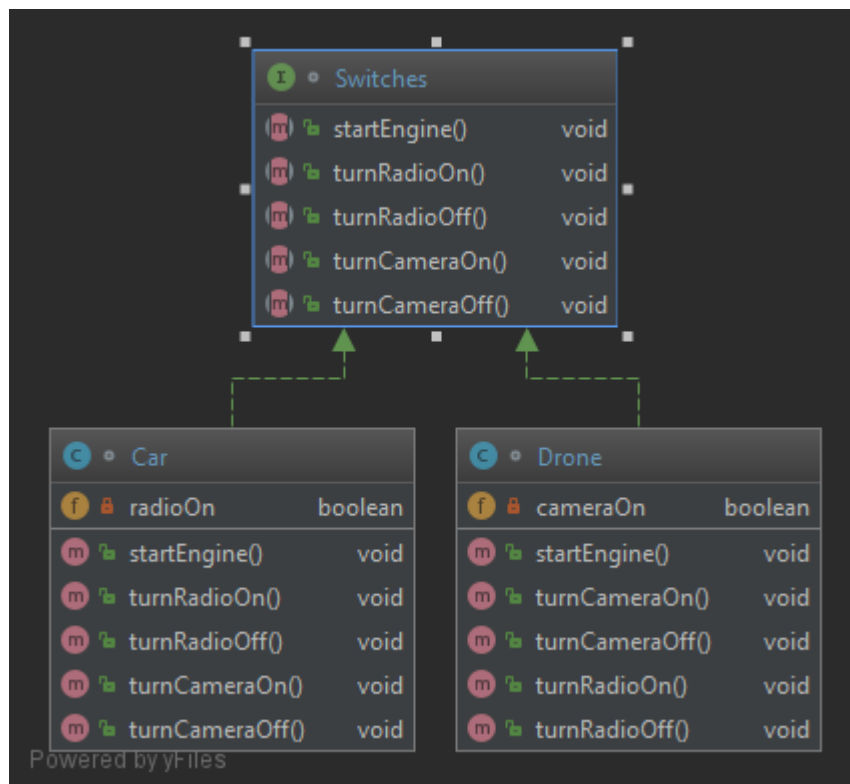 I Switches
m startEngine() void
m turnRadioOn() void
m turnRadioOff() void
m turnCameraOn() void
m turnCameraOff() void
C Car
f radioOn boolean
m startEngine() void
m turnRadioOn() void
m turnRadioOff() void
m turnCameraOn() void
m turnCameraOff() void
C Drone
f cameraOn boolean
m startEngine() void
m turnCameraOn() void
m turnCameraOff() void
m turnRadioOn() void
m turnRadioOff() void
Powered by yFiles